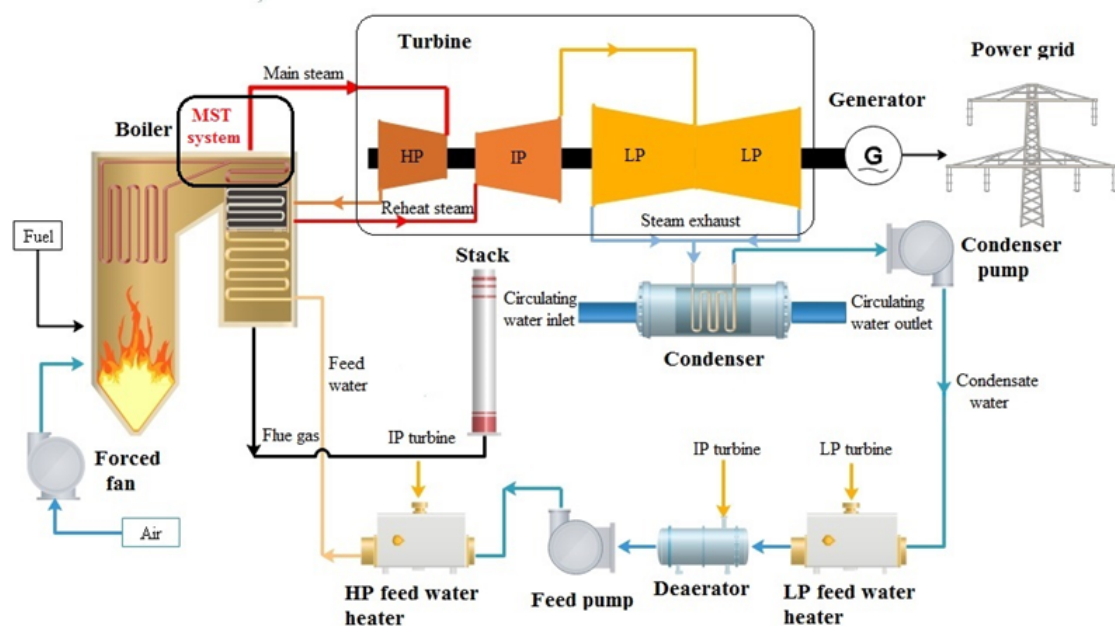 Turbine
Power grid
Main steam
MST
system
Boiler
Generator
HP
IP
LP
LP
G
Reheat steam
Steam exhaust
Fuel
Stack
Condenser
pump
Circulating
water inlet
Circulating
water outlet
Condenser
Feed
water
Condensate
water
Flue gas
IP turbine
IP turbine
LP turbine
Forced
fan
Air
HP feed water
heater
Feed pump
Deaerator
LP feed water
heater